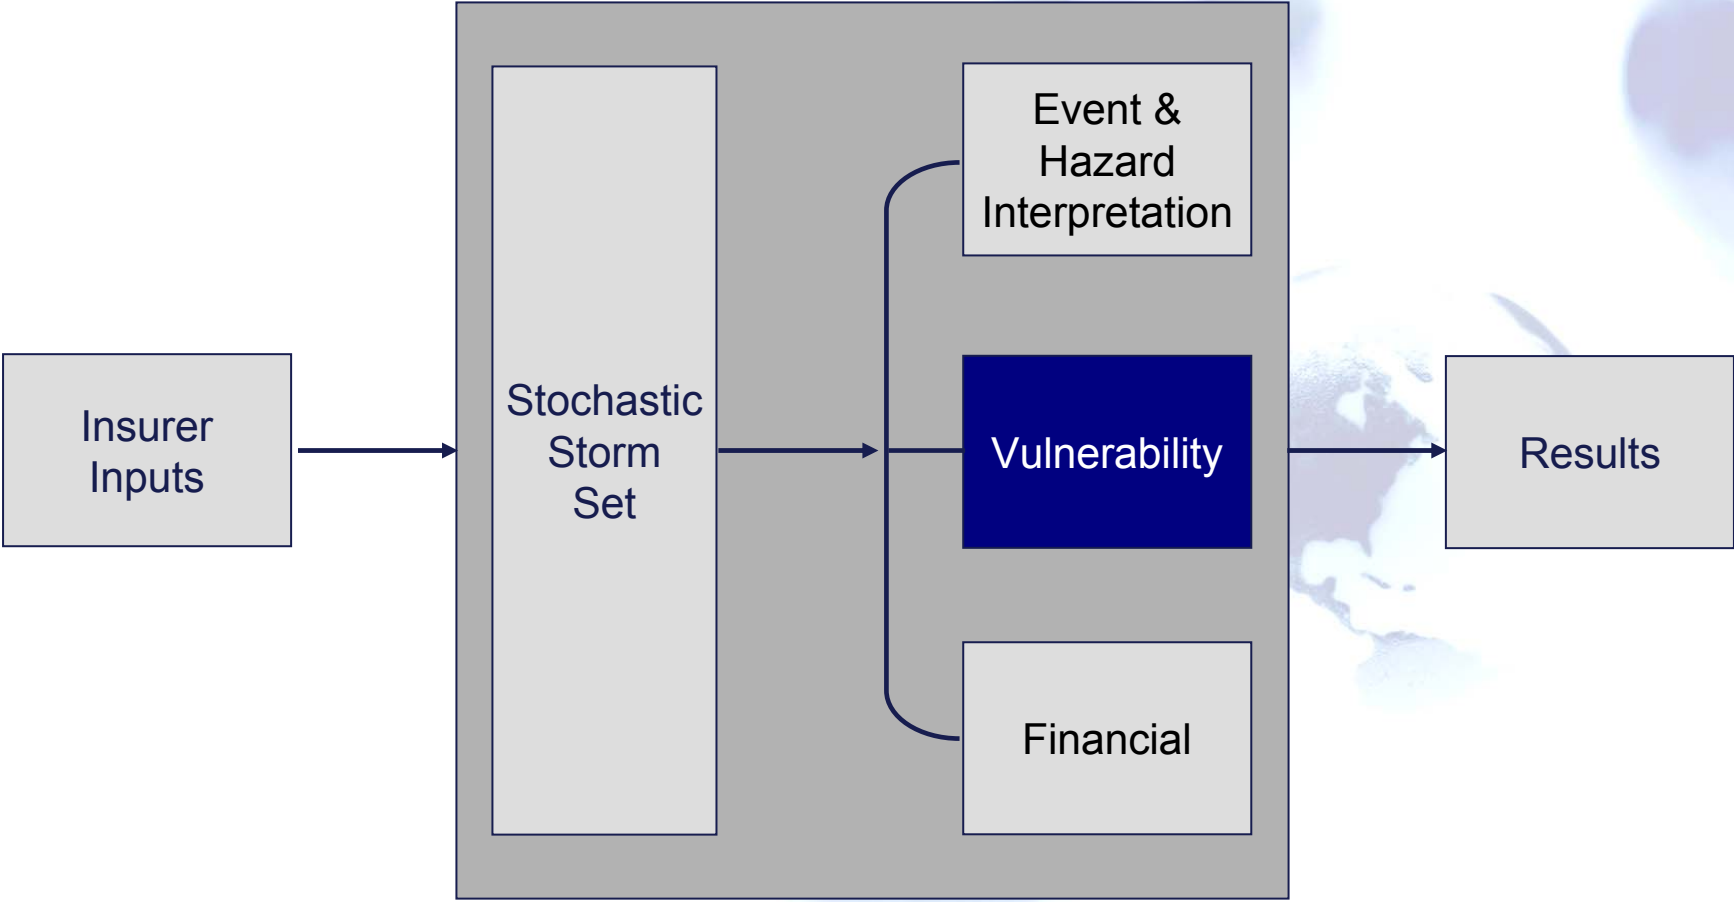 Insurer
Inputs
Stochastic
Storm
Set
Event &
Hazard
Interpretation
Vulnerability
Financial
Results